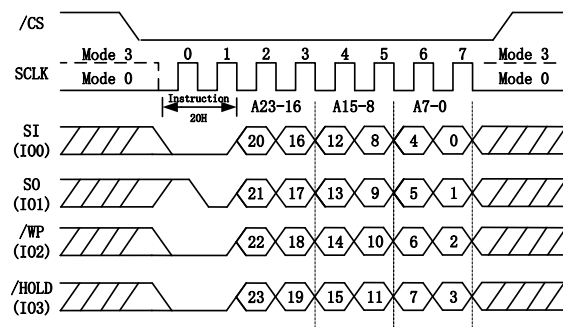 /CS
Mode 3 0 1 2 3 4 5 6 7 Mode 3
SCLK
Mode 0 Mode 0
Instruction A23-16 A15-8 A7-0
20H
SI 20 16 12 8 4 0
(IO0)
SO 21 17 13 9 5 1
(IO1)
/WP 22 18 14 10 6 2
(IO2)
/HOLD 23 19 15 11 7 3
(IO3)